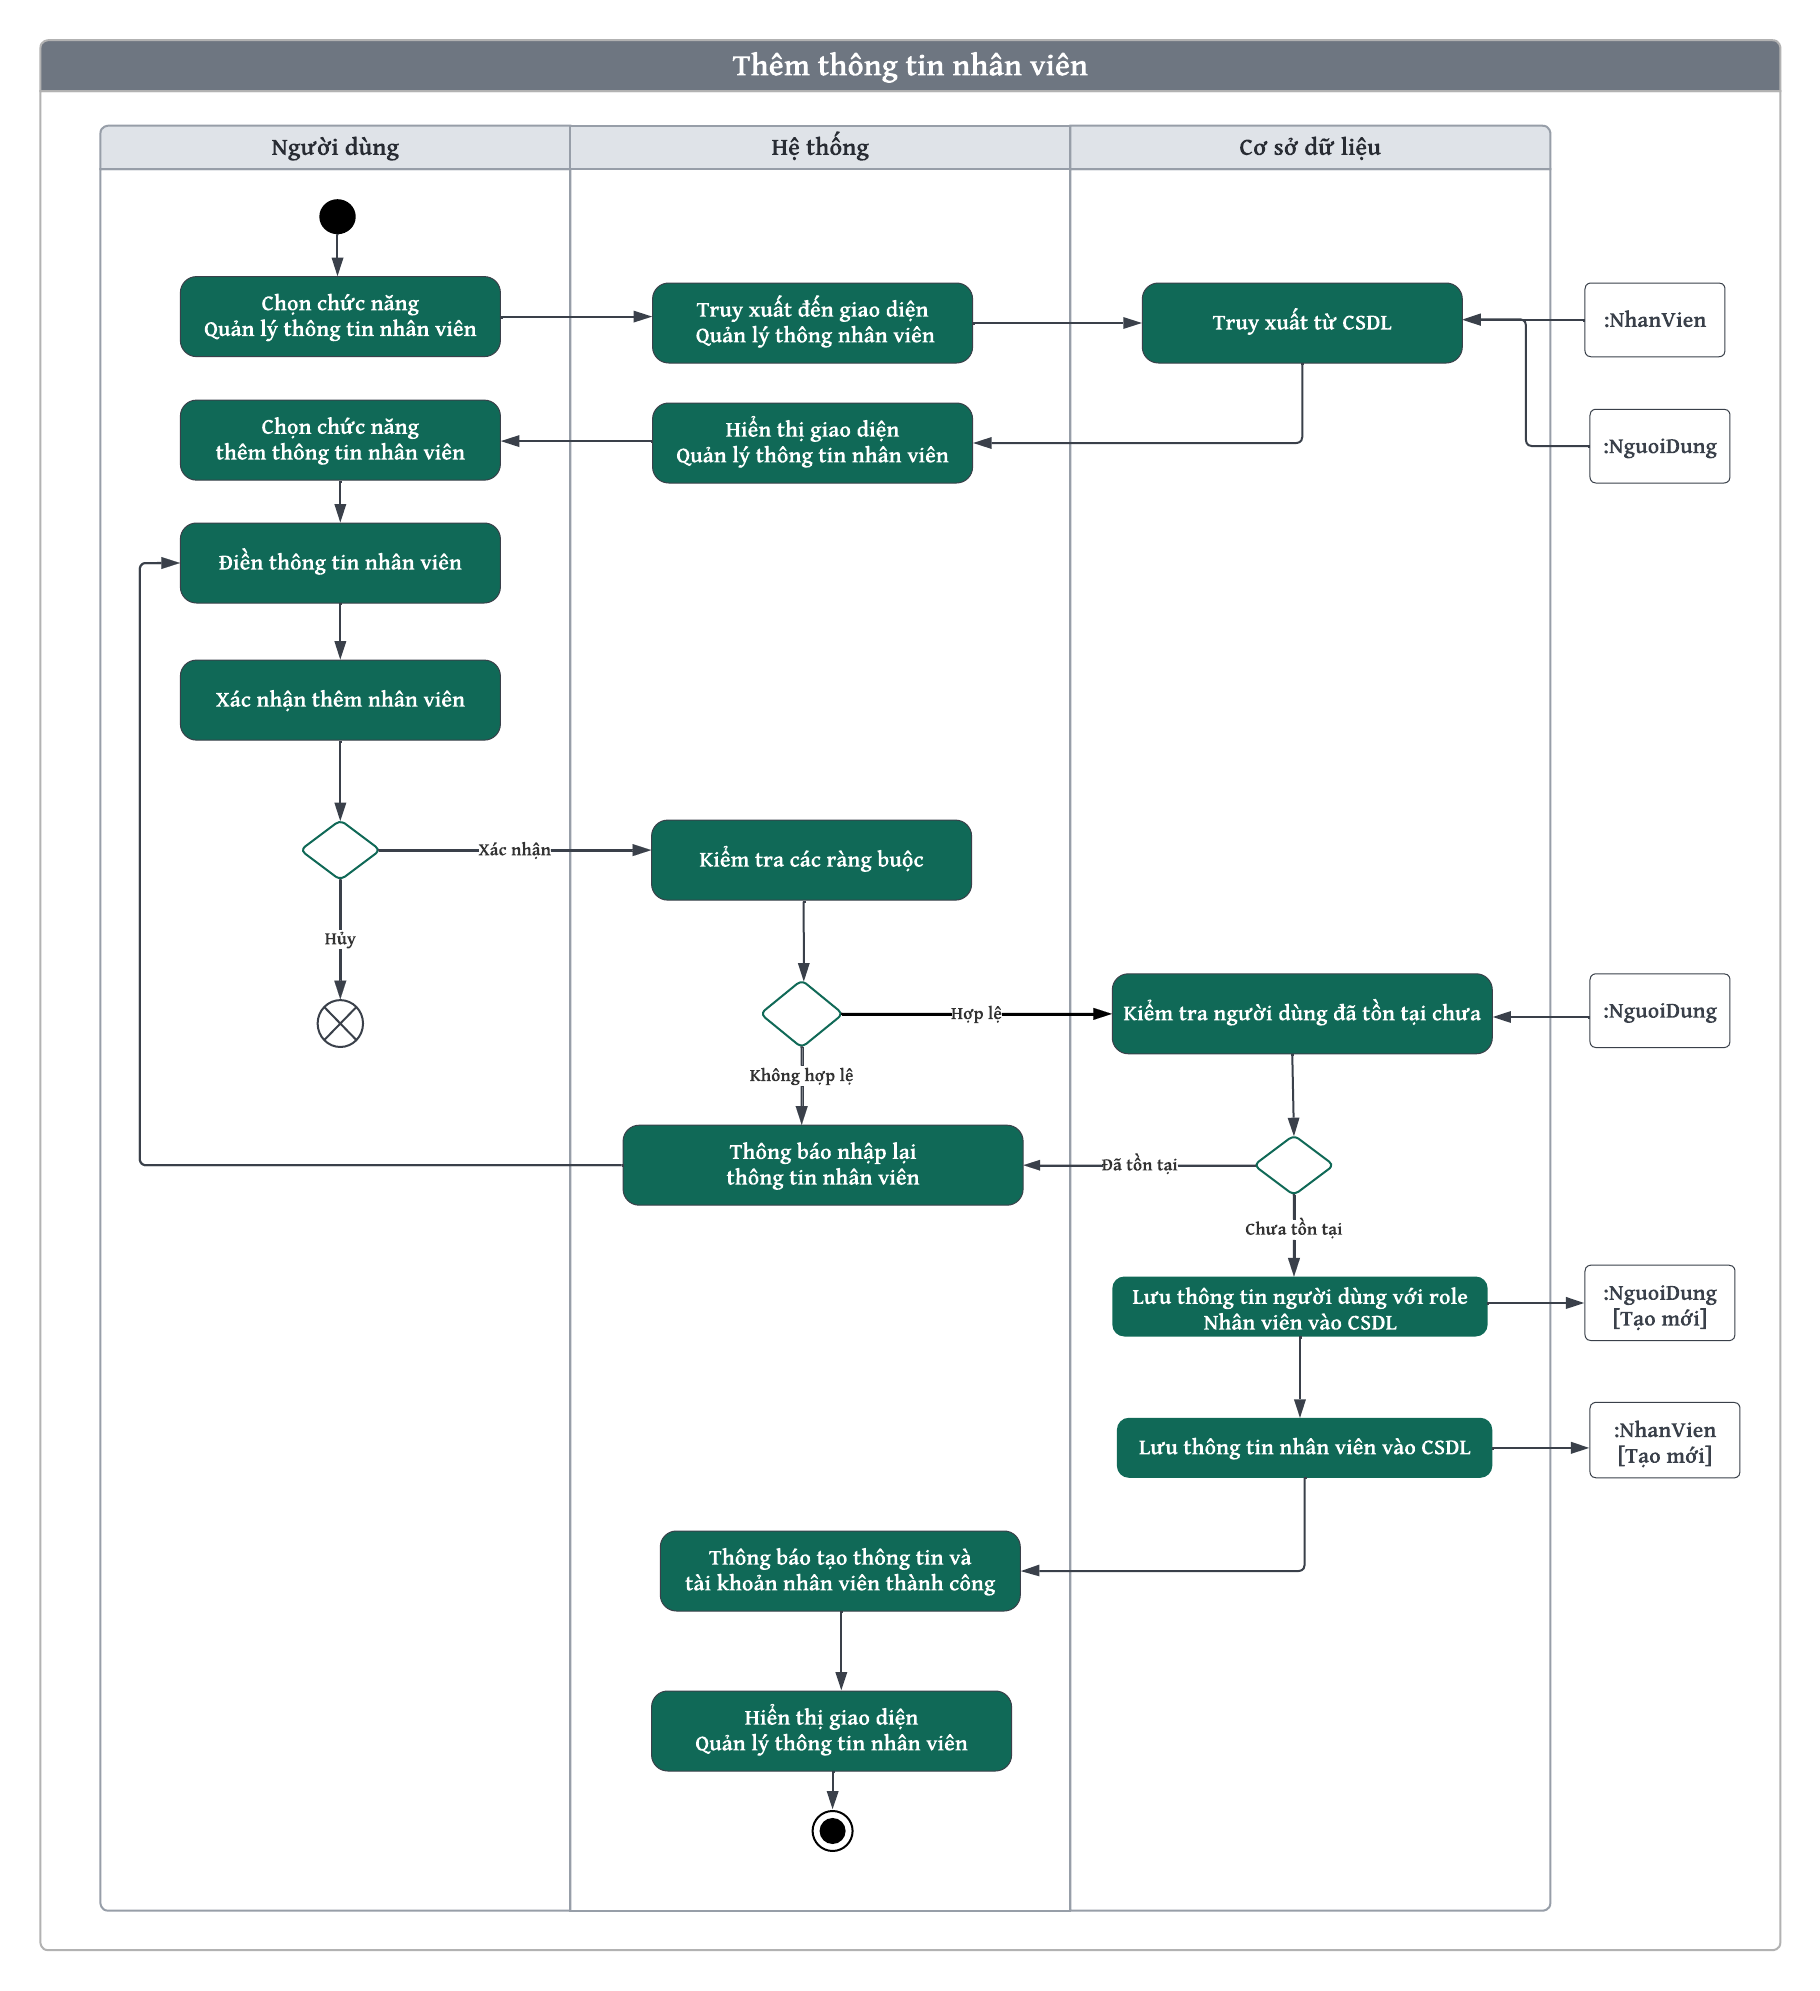 Thêm thông tin nhân viên
Người dùng
Hệ thống
Cơ sở dữ liệu
Chọn chức năng
Quản lý thông tin nhân viên
Truy xuất đến giao diện
Quản lý thông nhân viên
Truy xuất từ CSDL
:NhanVien
Chọn chức năng
thêm thông tin nhân viên
Hiển thị giao diện
Quản lý thông tin nhân viên
:NguoiDung
Điền thông tin nhân viên
Xác nhận thêm nhân viên
Xác nhận
Kiểm tra các ràng buộc
Hủy
Hợp lệ
Kiểm tra người dùng đã tồn tại chưa
:NguoiDung
Không hợp lệ
Thông báo nhập lại
thông tin nhân viên
Đã tồn tại
Chưa tồn tại
Lưu thông tin người dùng với role
Nhân viên vào CSDL
:NguoiDung
[Tạo mới]
Lưu thông tin nhân viên vào CSDL
:NhanVien
[Tạo mới]
Thông báo tạo thông tin và
tài khoản nhân viên thành công
Hiển thị giao diện
Quản lý thông tin nhân viên